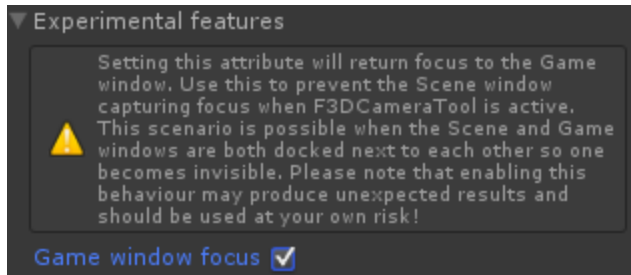 Experimental features
Setting this attribute will return focus to the Game
window. Use this to prevent the Scene window
capturing focus when F3DCameraTool is active.
This scenario is possible when the Scene and Game
windows are both docked next to each other so one
becomes invisible. Please note that enabling this
behaviour may produce unexpected results and
should be used at your own risk!
Game window focus